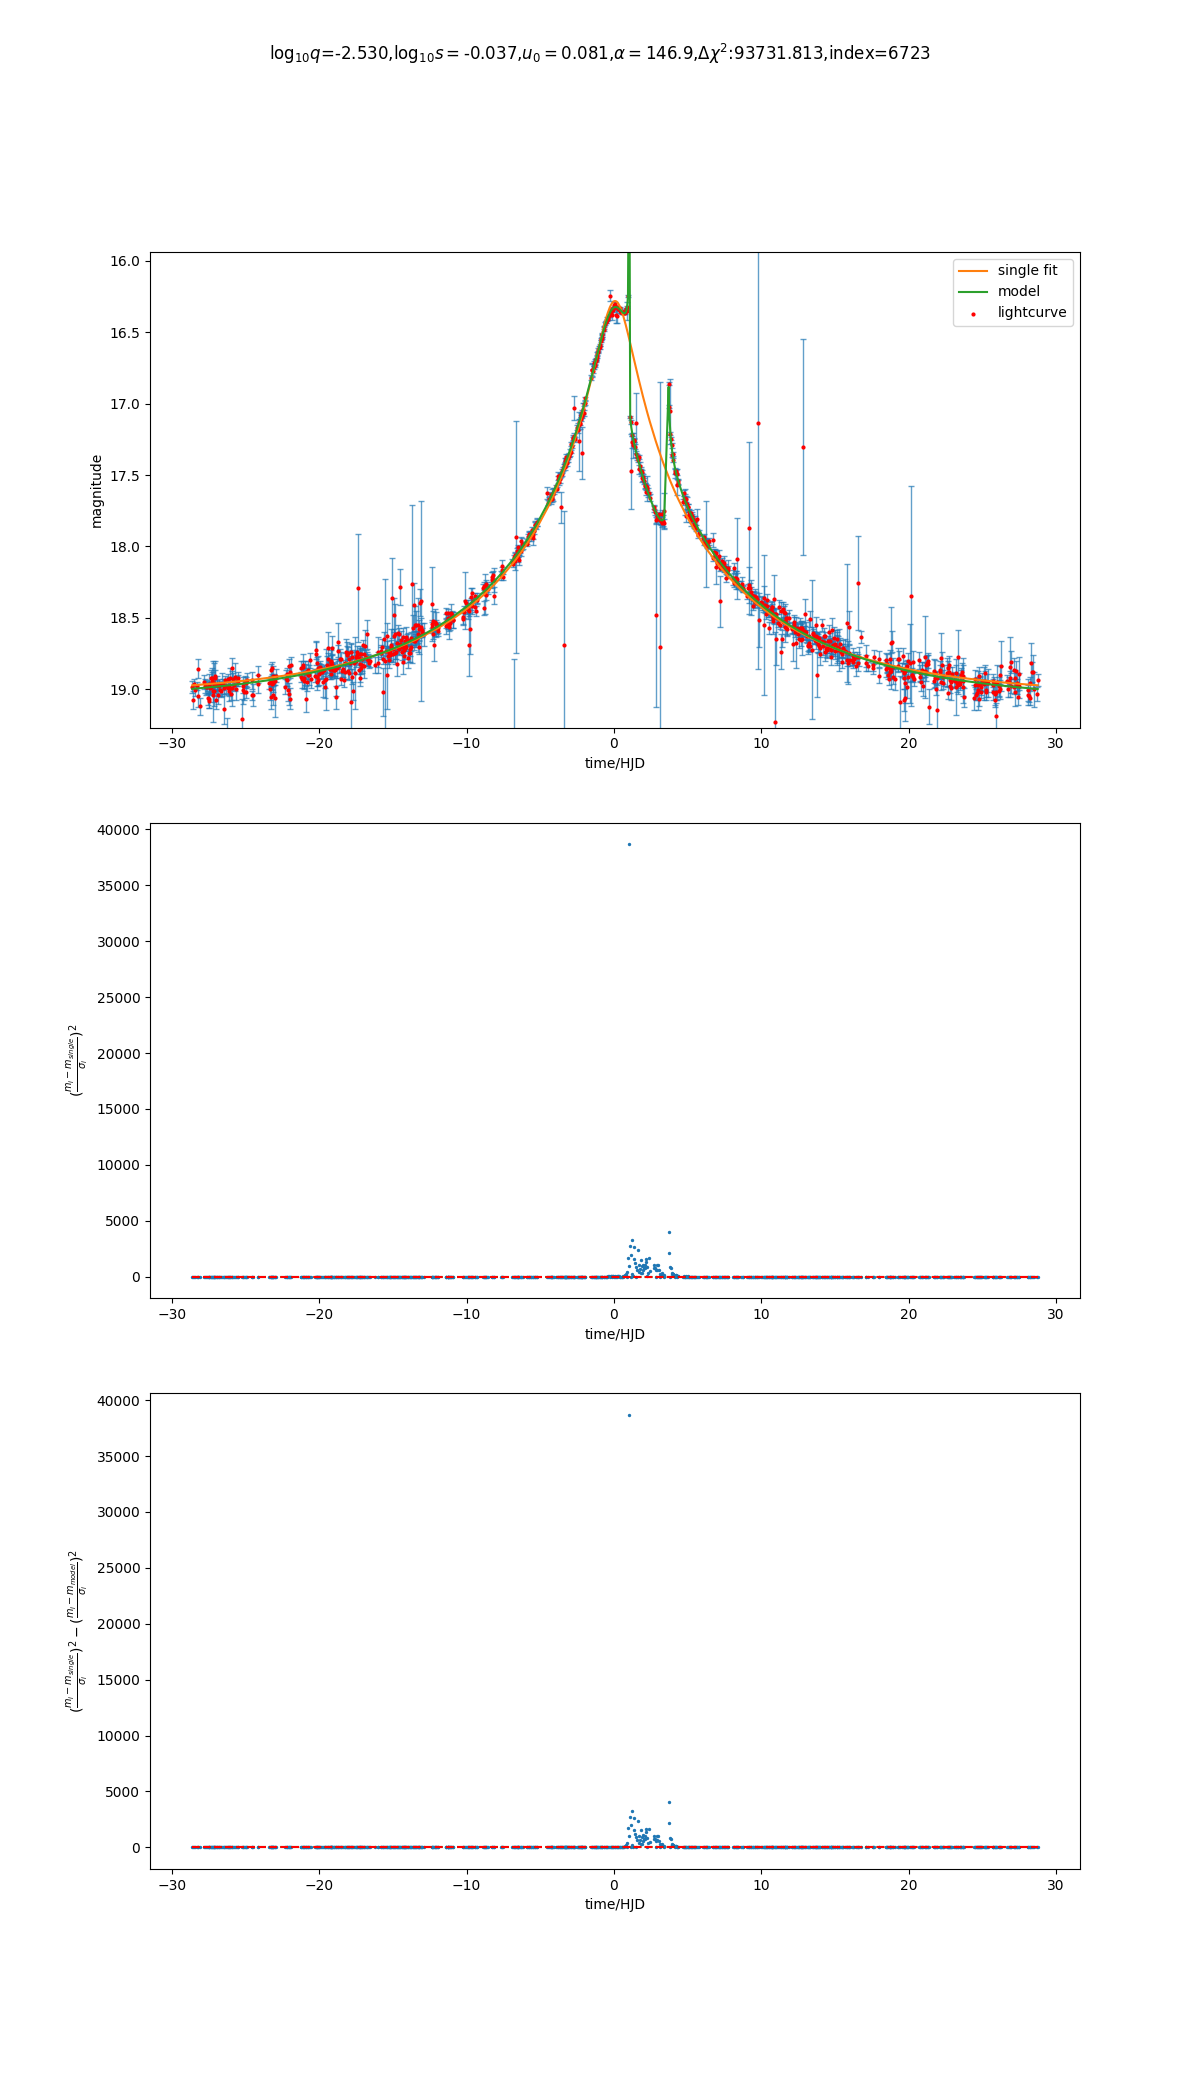 log₁₀q=-2.530,log₁₀s = -0.037,u₀ = 0.081,α = 146.9,Δχ²:93731.813,index=6723
16.0
16.5
17.0
17.5
18.0
18.5
19.0
magnitude
single fit
model
lightcurve
−30 −20 −10 0 10 20 30
time/HJD
40000
35000
30000
25000
20000
15000
10000
5000
0
((mᵢ − m_single)/σᵢ)²
−30 −20 −10 0 10 20 30
time/HJD
40000
35000
30000
25000
20000
15000
10000
5000
0
((mᵢ − m_single)/σᵢ)² − ((mᵢ − m_model)/σᵢ)²
−30 −20 −10 0 10 20 30
time/HJD